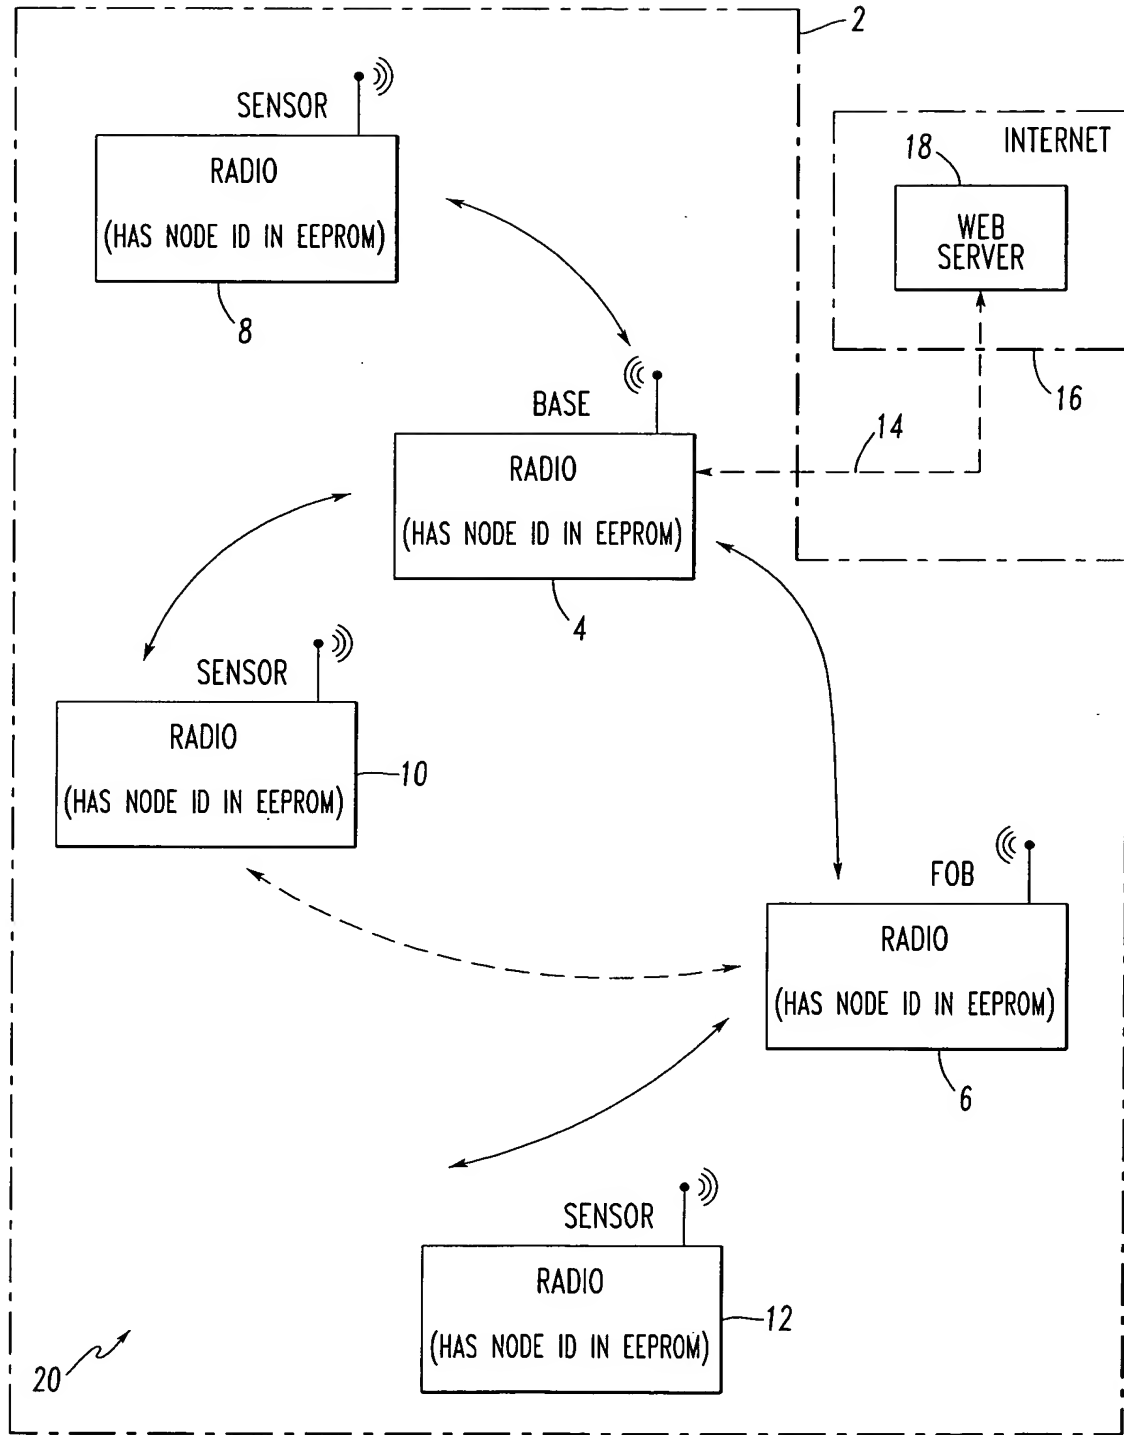 2
SENSOR
RADIO
(HAS NODE ID IN EEPROM)
8
INTERNET
18
WEB
SERVER
16
14
BASE
RADIO
(HAS NODE ID IN EEPROM)
4
SENSOR
RADIO
(HAS NODE ID IN EEPROM)
10
FOB
RADIO
(HAS NODE ID IN EEPROM)
6
SENSOR
RADIO
(HAS NODE ID IN EEPROM)
12
20